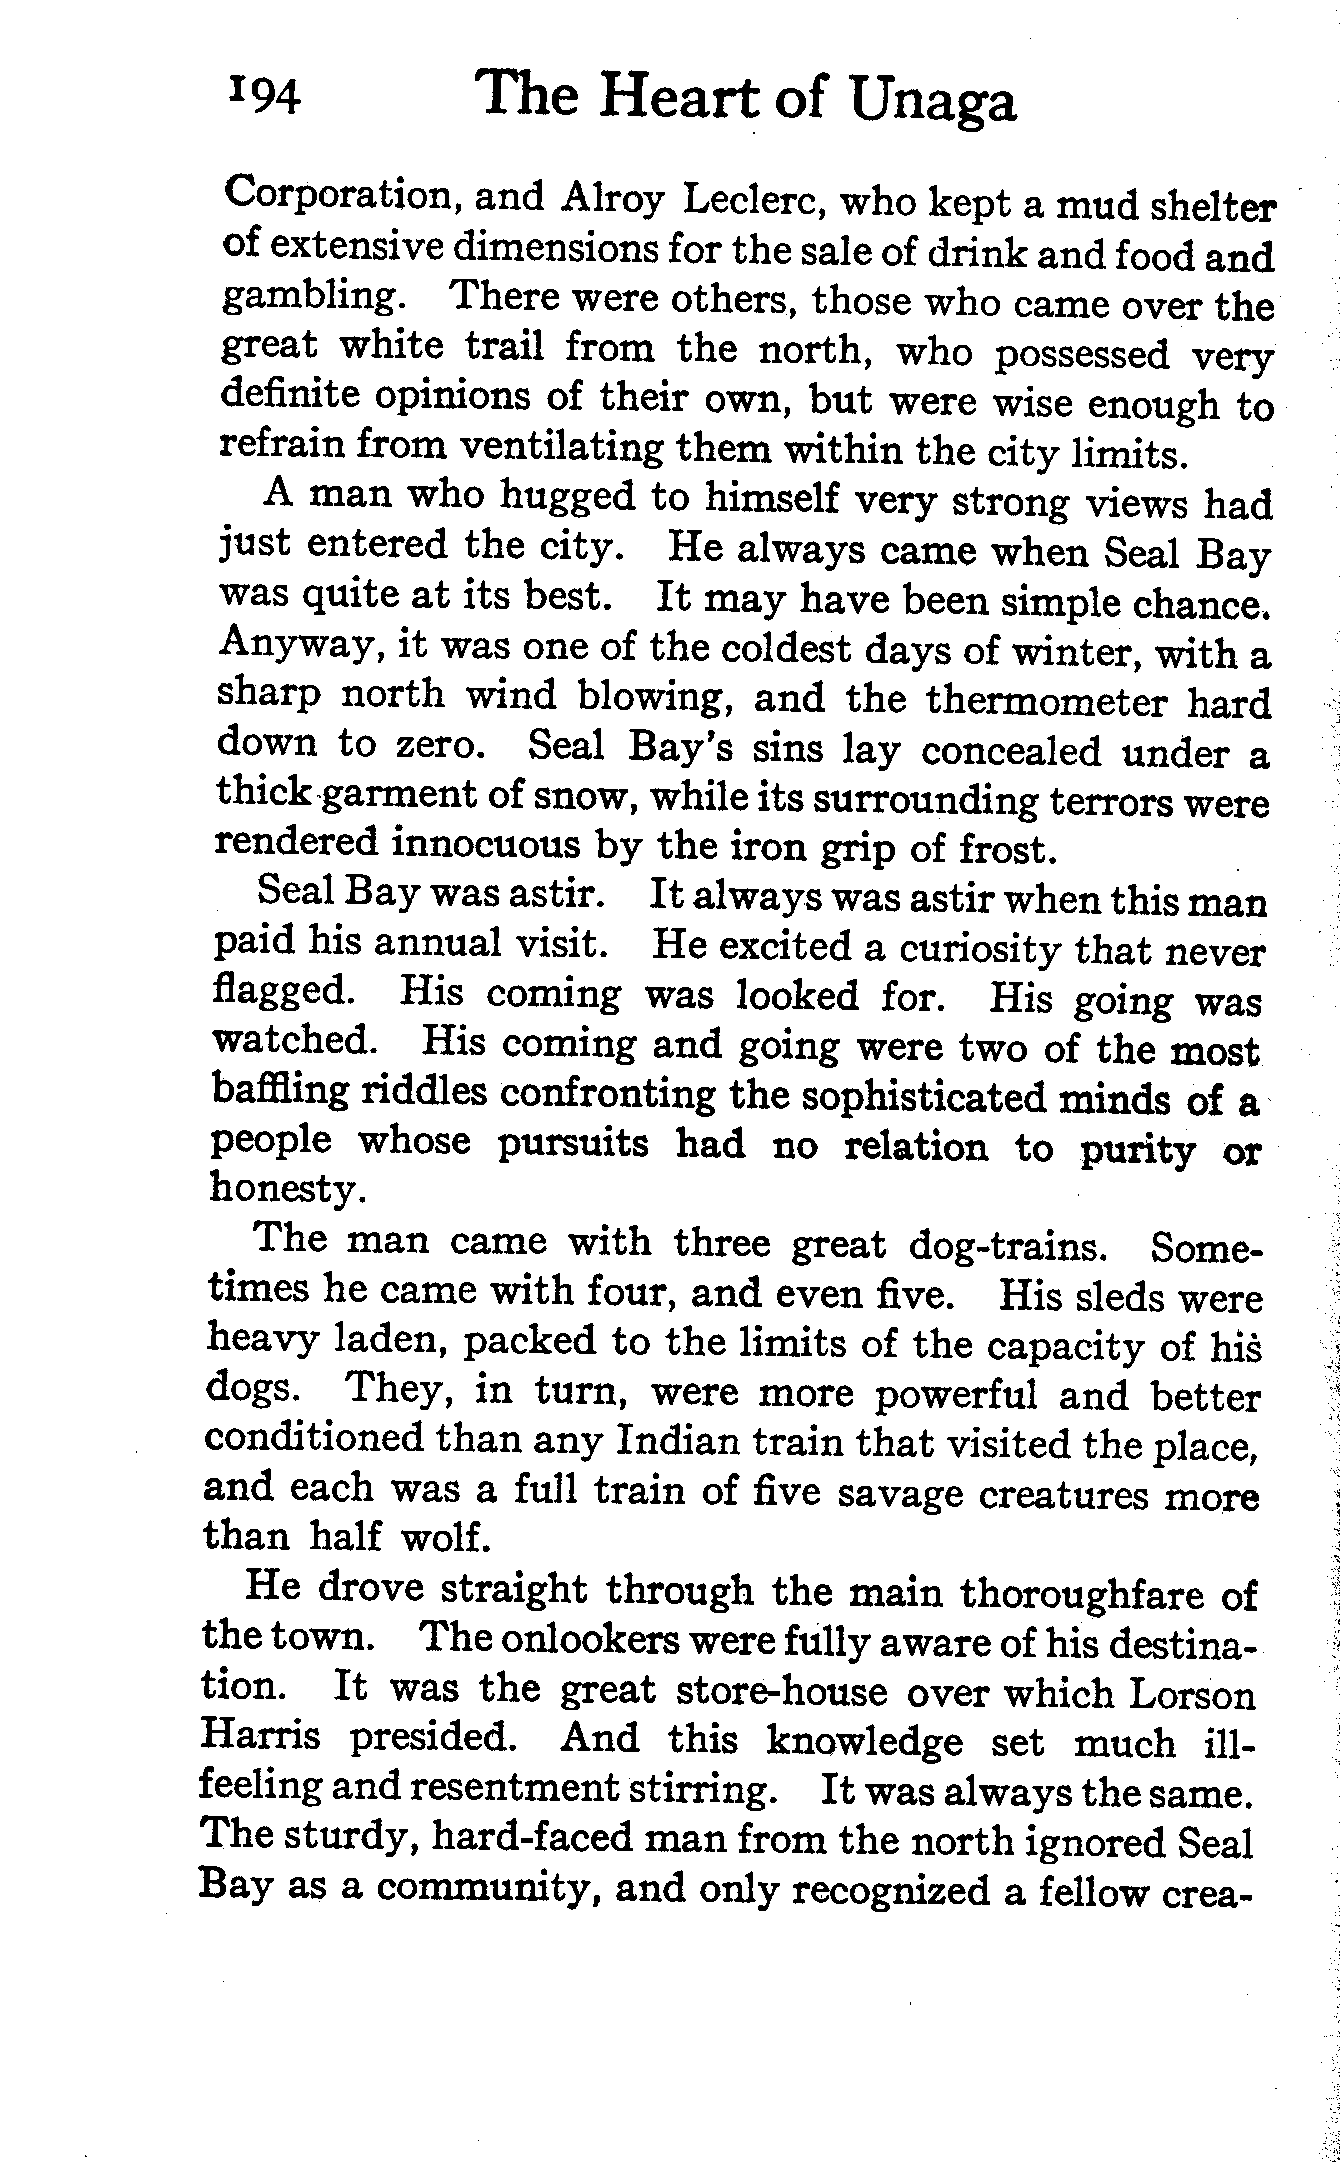 194 The Heart of Unaga
Corporation, and Alroy Leclerc, who kept a mud shelter
of extensive dimensions for the sale of drink and food and
gambling. There were others, those who came over the
great white trail from the north, who possessed very
definite opinions of their own, but were wise enough to
refrain from ventilating them within the city limits.
A man who hugged to himself very strong views had
just entered the city. He always came when Seal Bay
was quite at its best. It may have been simple chance.
Anyway, it was one of the coldest days of winter, with a
sharp north wind blowing, and the thermometer hard
down to zero. Seal Bay's sins lay concealed under a
thick garment of snow, while its surrounding terrors were
rendered innocuous by the iron grip of frost.
Seal Bay was astir. It always was astir when this man
paid his annual visit. He excited a curiosity that never
flagged. His coming was looked for. His going was
watched. His coming and going were two of the most
baffling riddles confronting the sophisticated minds of a
people whose pursuits had no relation to purity or
honesty.
The man came with three great dog-trains. Some-
times he came with four, and even five. His sleds were
heavy laden, packed to the limits of the capacity of his
dogs. They, in turn, were more powerful and better
conditioned than any Indian train that visited the place,
and each was a full train of five savage creatures more
than half wolf.
He drove straight through the main thoroughfare of
the town. The onlookers were fully aware of his destina-
tion. It was the great store-house over which Lorson
Harris presided. And this knowledge set much ill-
feeling and resentment stirring. It was always the same.
The sturdy, hard-faced man from the north ignored Seal
Bay as a community, and only recognized a fellow crea-